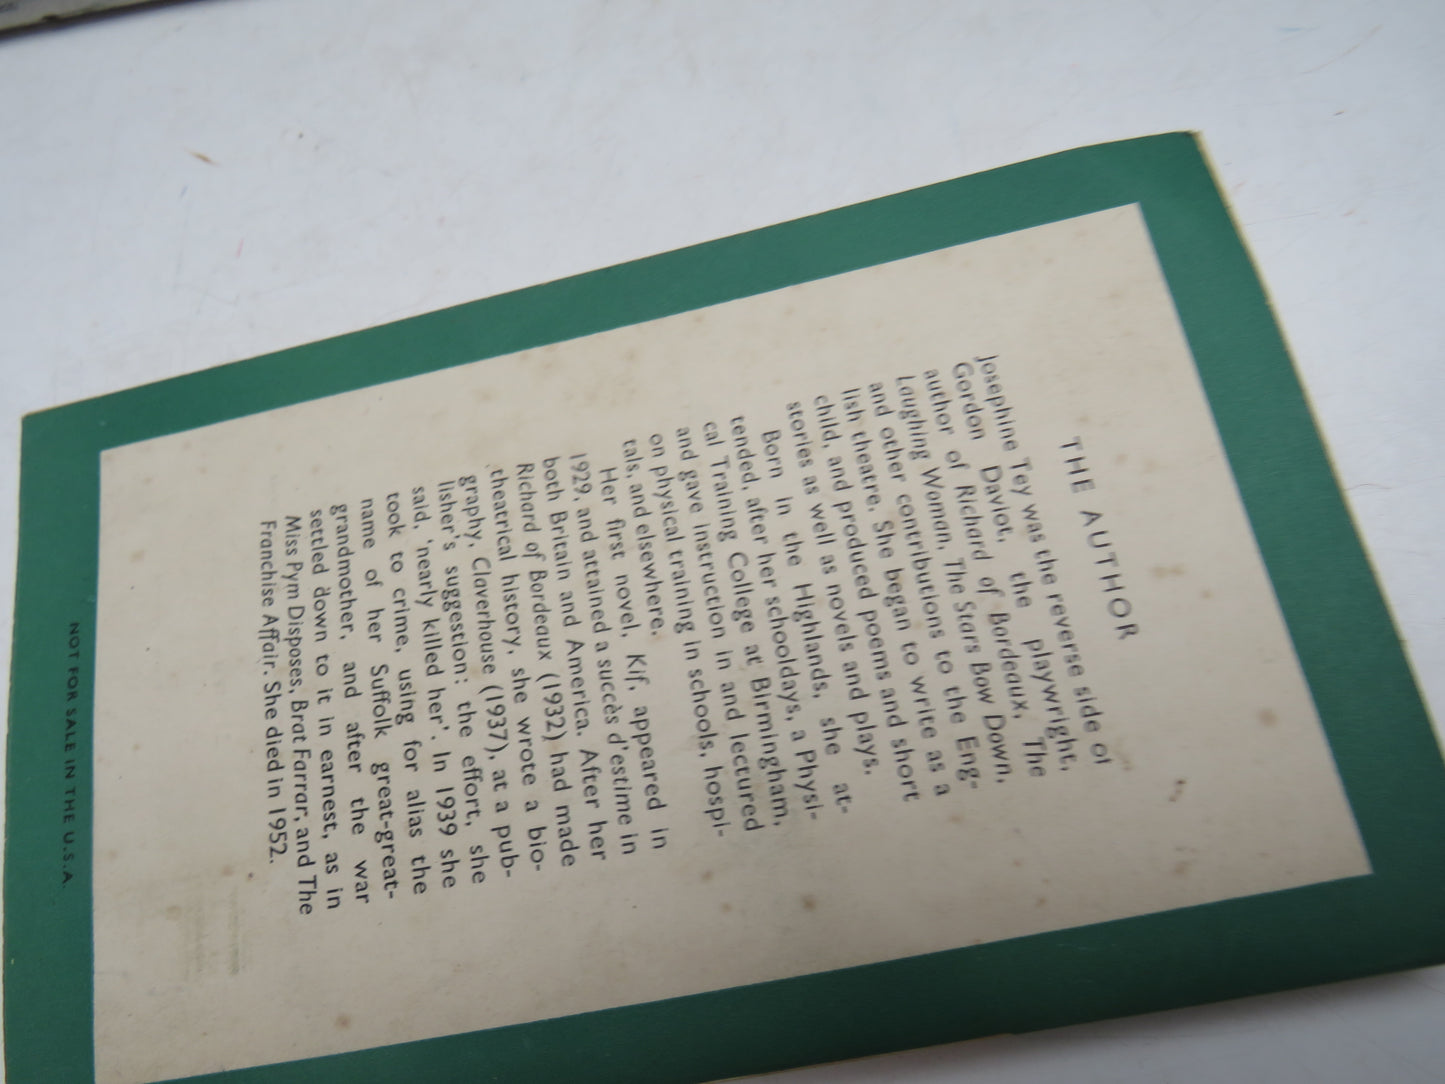 THE AUTHOR
Josephine Tey was the reverse side of
Gordon Daviot, the playwright,
author of Richard of Bordeaux, The
Laughing Woman, The Stars Bow Down,
and other contributions to the Eng-
lish theatre. She began to write as a
child, and produced poems and short
stories as well as novels and plays.
Born in the Highlands, she at-
tended, after her schooldays, a Physi-
cal Training College at Birmingham,
and gave instruction in and lectured
on physical training in schools, hospi-
tals, and elsewhere.
Her first novel, Kif, appeared in
1929, and attained a succès d'estime in
both Britain and America. After her
Richard of Bordeaux (1932) had made
theatrical history, she wrote a bio-
graphy, Claverhouse (1937), at a pub-
lisher's suggestion: the effort, she
said, 'nearly killed her'. In 1939 she
took to crime, using for alias the
name of her Suffolk great-great-
grandmother, and after the war
settled down to it in earnest, as in
Miss Pym Disposes, Brat Farrar, and The
Franchise Affair. She died in 1952.
NOT FOR SALE IN THE U.S.A.